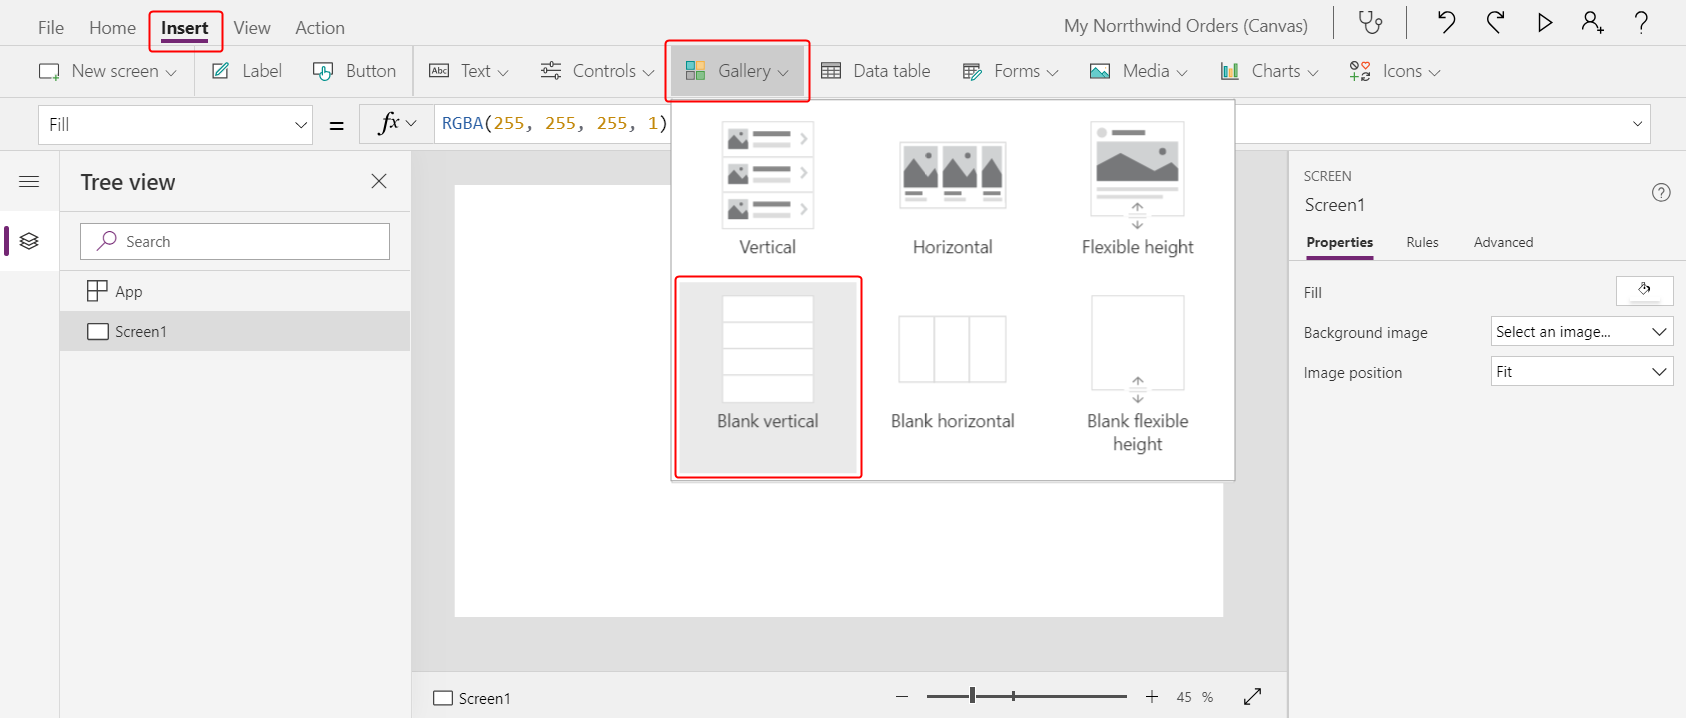 File Home Insert View Action My Norrthwind Orders (Canvas)
New screen Label Button Abc Text Controls Gallery Data table Forms Media Charts Icons
Fill = fx RGBA(255, 255, 255, 1)
Tree view
Search
App
Screen1
Vertical Horizontal Flexible height
Blank vertical Blank horizontal Blank flexible
height
SCREEN
Screen1
Properties Rules Advanced
Fill
Background image Select an image...
Image position Fit
Screen1 45 %